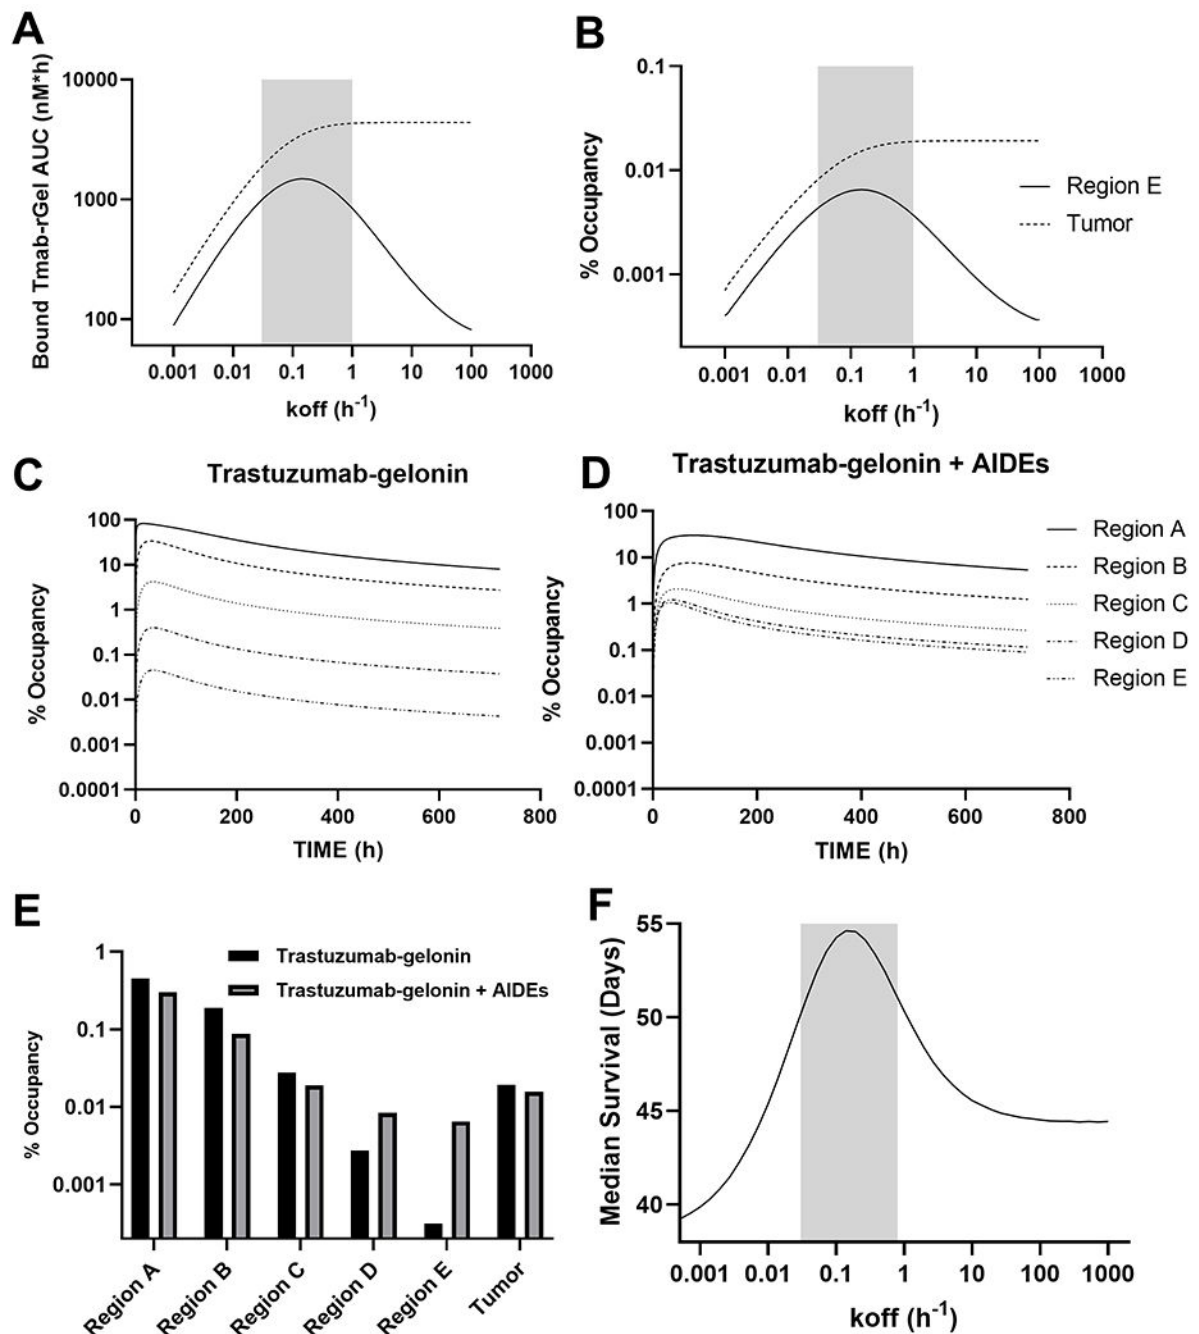 A
Bound Tmab-rGel AUC (nM*h)
10000
1000
100
0.001 0.01 0.1 1 10 100 1000
koff (h⁻¹)
B
% Occupancy
0.1
0.01
0.001
0.001 0.01 0.1 1 10 100 1000
koff (h⁻¹)
Region E
Tumor
C
Trastuzumab-gelonin
% Occupancy
100
10
1
0.1
0.01
0.001
0.0001
0 200 400 600 800
TIME (h)
D
Trastuzumab-gelonin + AIDEs
% Occupancy
100
10
1
0.1
0.01
0.001
0.0001
0 200 400 600 800
TIME (h)
Region A
Region B
Region C
Region D
Region E
E
% Occupancy
1
0.1
0.01
0.001
Trastuzumab-gelonin
Trastuzumab-gelonin + AIDEs
Region A
Region B
Region C
Region D
Region E
Tumor
F
Median Survival (Days)
55
50
45
40
0.001 0.01 0.1 1 10 100 1000
koff (h⁻¹)